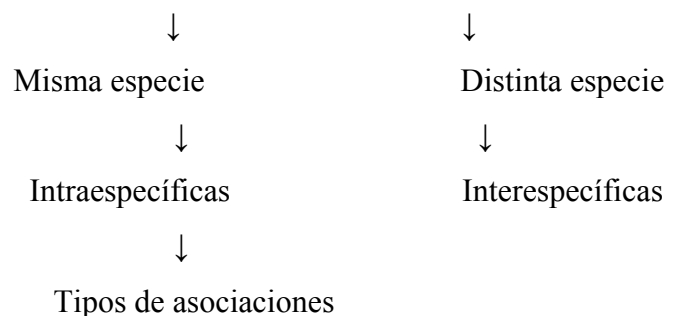 ↓ ↓
Misma especie Distinta especie
↓ ↓
Intraespecíficas Interespecíficas
↓
Tipos de asociaciones